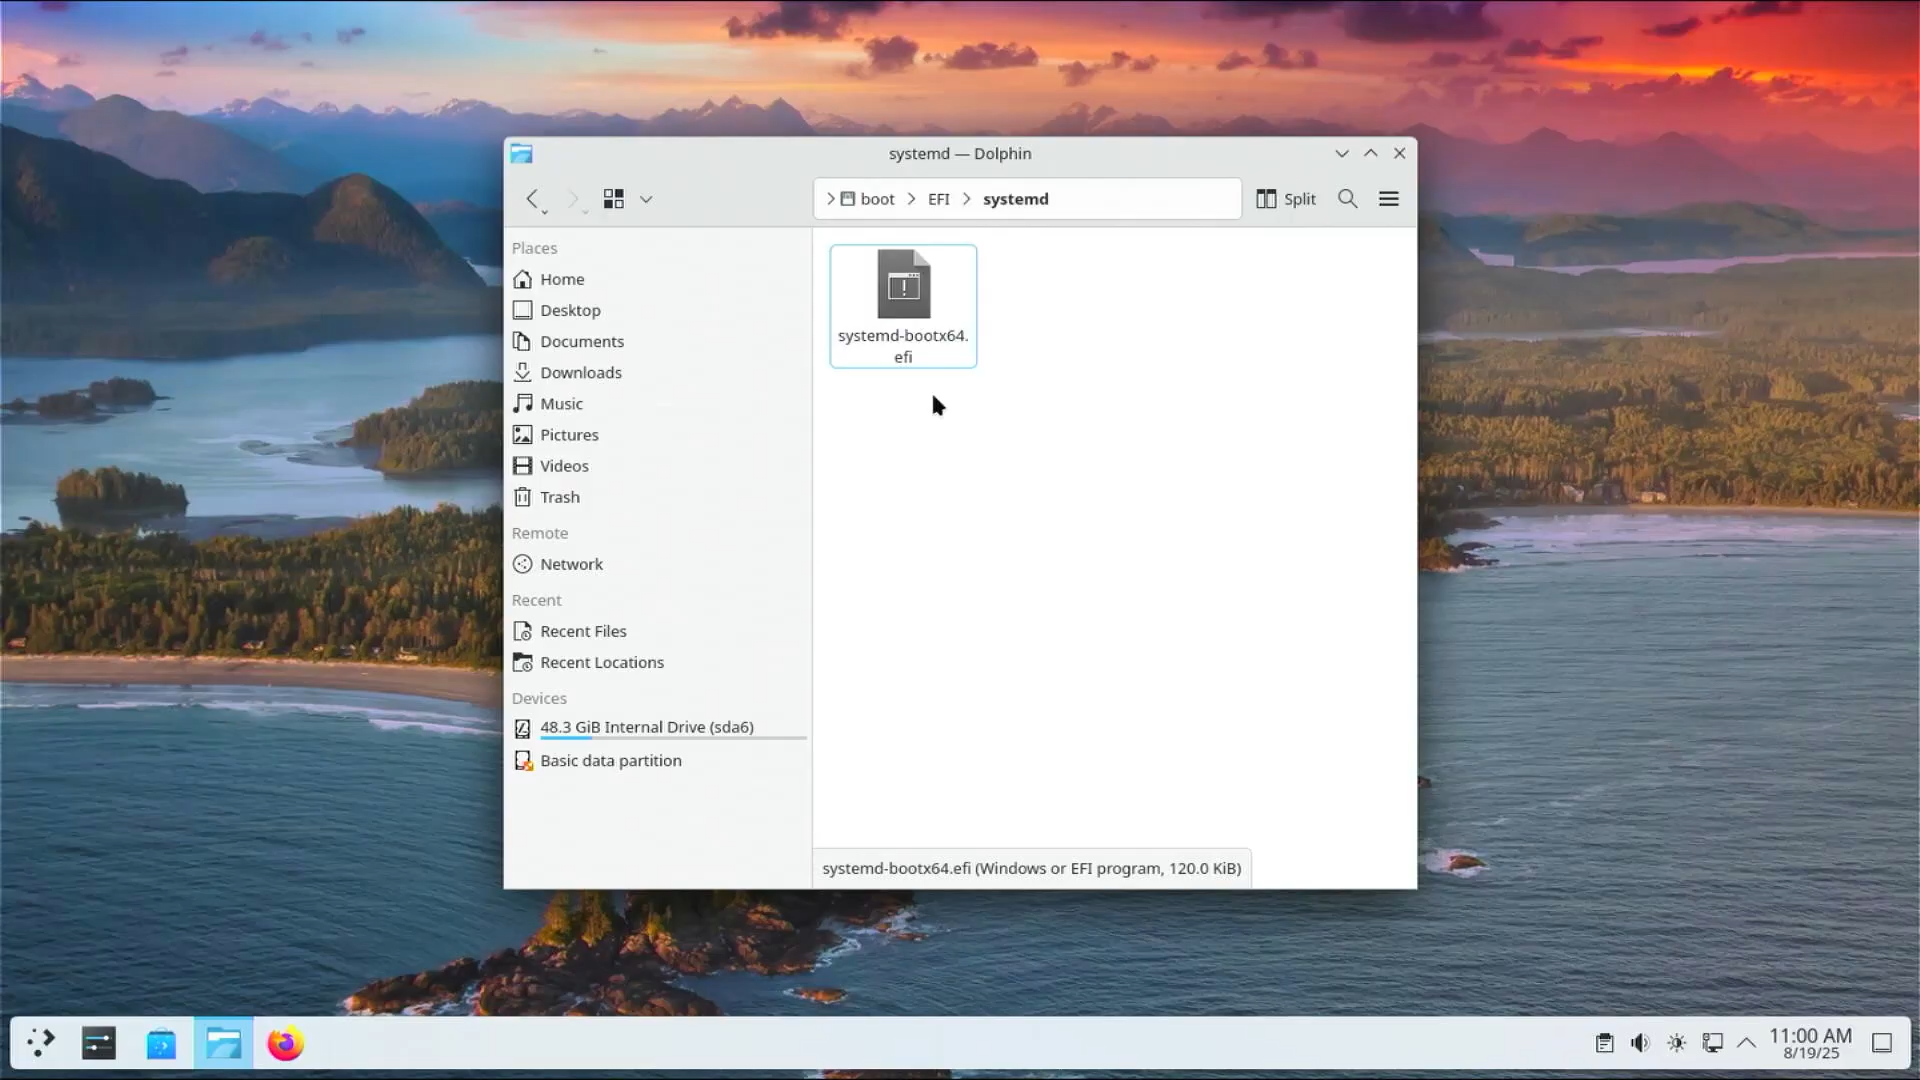 systemd — Dolphin
boot
EFI
systemd
Split
Places
Home
Desktop
Documents
Downloads
Music
Pictures
Videos
Trash
Remote
Network
Recent
Recent Files
Recent Locations
Devices
48.3 GiB Internal Drive (sda6)
Basic data partition
systemd-bootx64.
efi
systemd-bootx64.efi (Windows or EFI program, 120.0 KiB)
11:00 AM
8/19/25